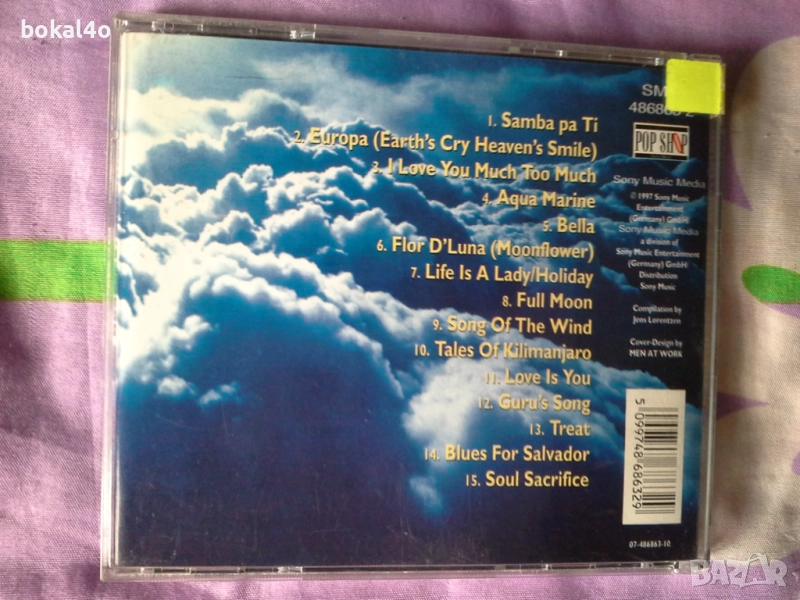 bokal4o
SM
486863 2
1. Samba pa Ti
2. Europa (Earth's Cry Heaven's Smile)
3. I Love You Much Too Much
4. Aqua Marine
5. Bella
6. Flor D'Luna (Moonflower)
7. Life Is A Lady/Holiday
8. Full Moon
9. Song Of The Wind
10. Tales Of Kilimanjaro
11. Love Is You
12. Guru's Song
13. Treat
14. Blues For Salvador
15. Soul Sacrifice
POP SHOP
Sony Music Media
© 1997 Sony Music
Entertainment
(Germany) GmbH
Sony Music Media
a division of
Sony Music Entertainment
(Germany) GmbH
Distribution
Sony Music
Compilation by
Jens Lorentzen
Cover-Design by
MEN AT WORK
5 099748 686329
07-486863-10
BAZAR